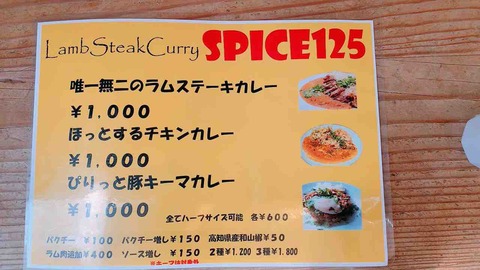 LambSteakCurry SPICE125
唯一無二のラムステーキカレー
￥1,000
ほっとするチキンカレー
￥1,000
ぴりっと豚キーマカレー
￥1,000 全てハーフサイズ可能 各￥600
パクチー ￥100 パクチー増し￥150 高知県産和山椒 ￥50
ラム肉追加￥400 ソース増し￥150 2種￥1,200 3種￥1,800